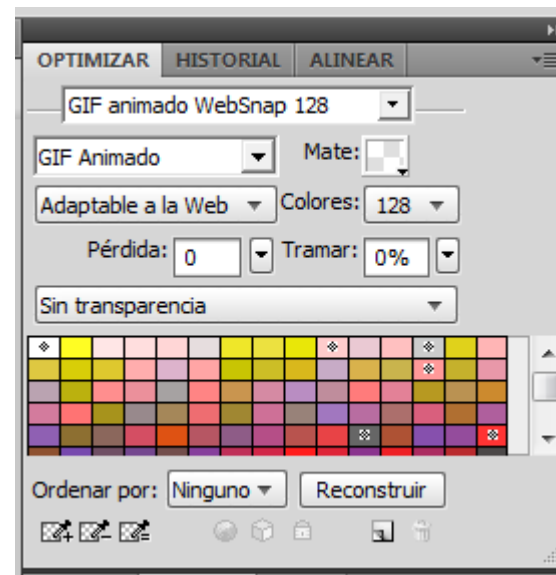 OPTIMIZAR HISTORIAL ALINEAR
GIF animado WebSnap 128
GIF Animado Mate:
Adaptable a la Web Colores: 128
Pérdida: 0 Tramar: 0%
Sin transparencia
Ordenar por: Ninguno Reconstruir